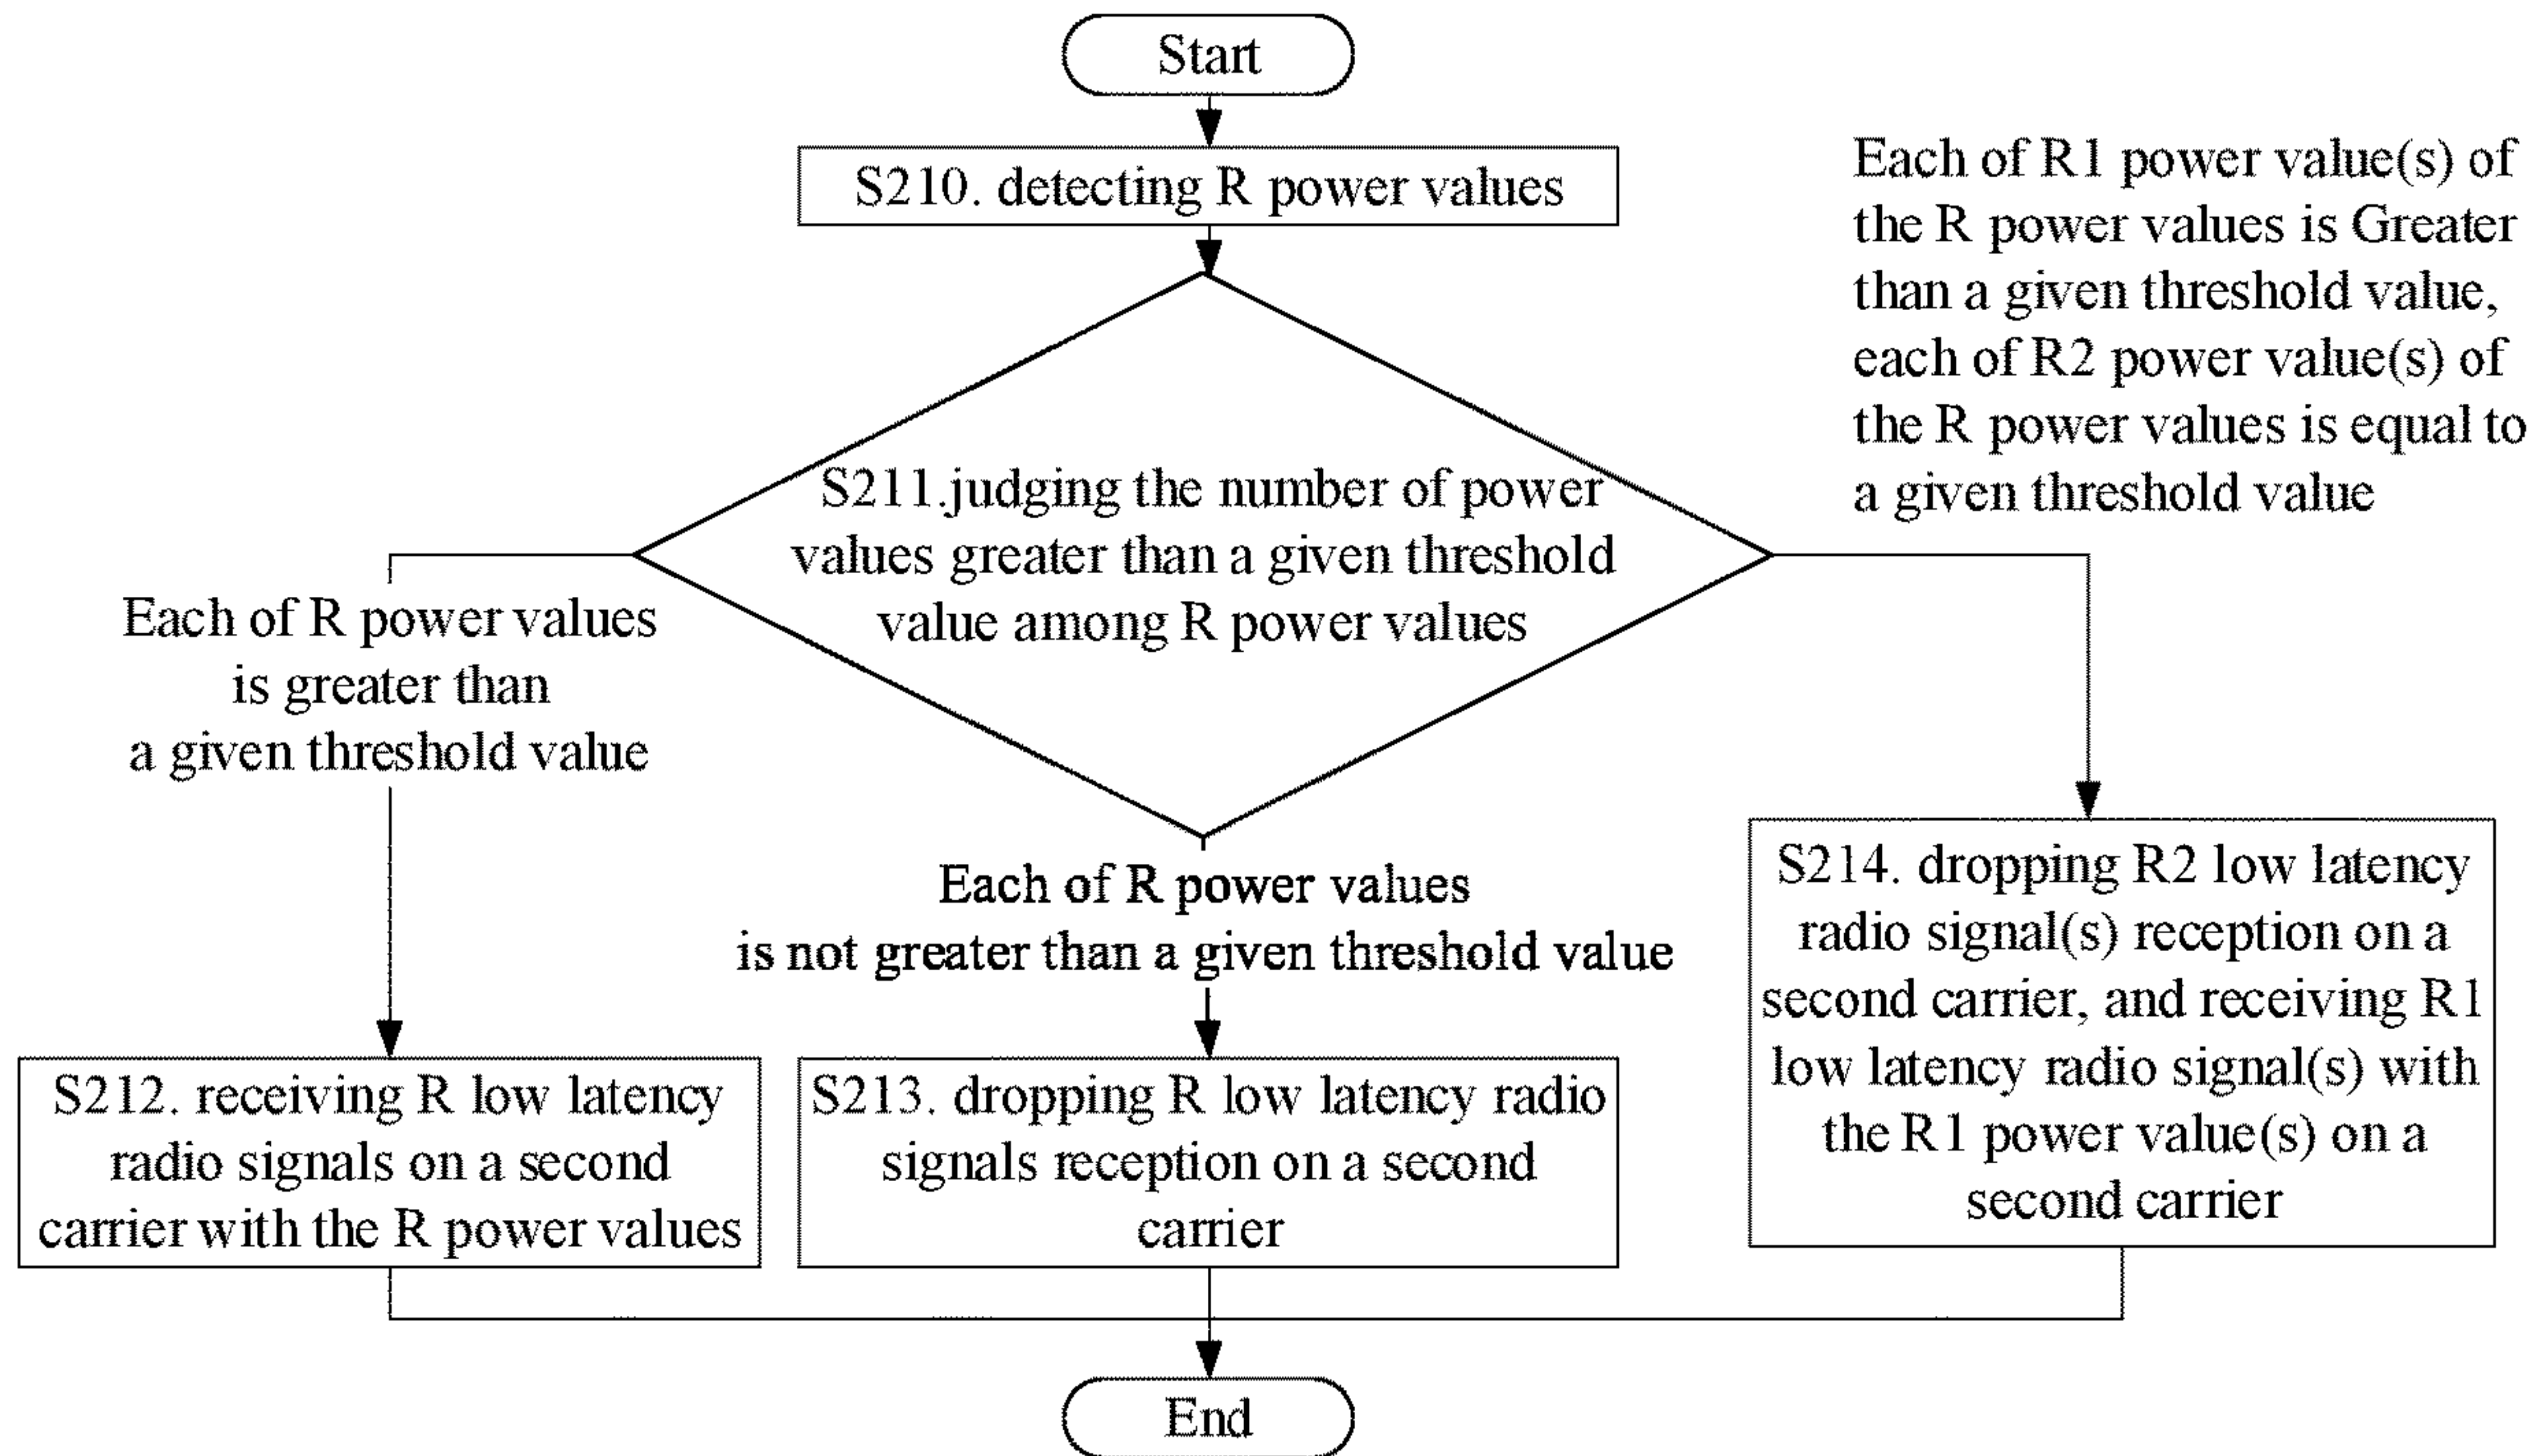 Start
S210. detecting R power values
Each of R1 power value(s) of
the R power values is Greater
than a given threshold value,
each of R2 power value(s) of
the R power values is equal to
a given threshold value
S211.judging the number of power
values greater than a given threshold
value among R power values
Each of R power values
is greater than
a given threshold value
Each of R power values
is not greater than a given threshold value
S212. receiving R low latency
radio signals on a second
carrier with the R power values
S213. dropping R low latency radio
signals reception on a second
carrier
S214. dropping R2 low latency
radio signal(s) reception on a
second carrier, and receiving R1
low latency radio signal(s) with
the R1 power value(s) on a
second carrier
End